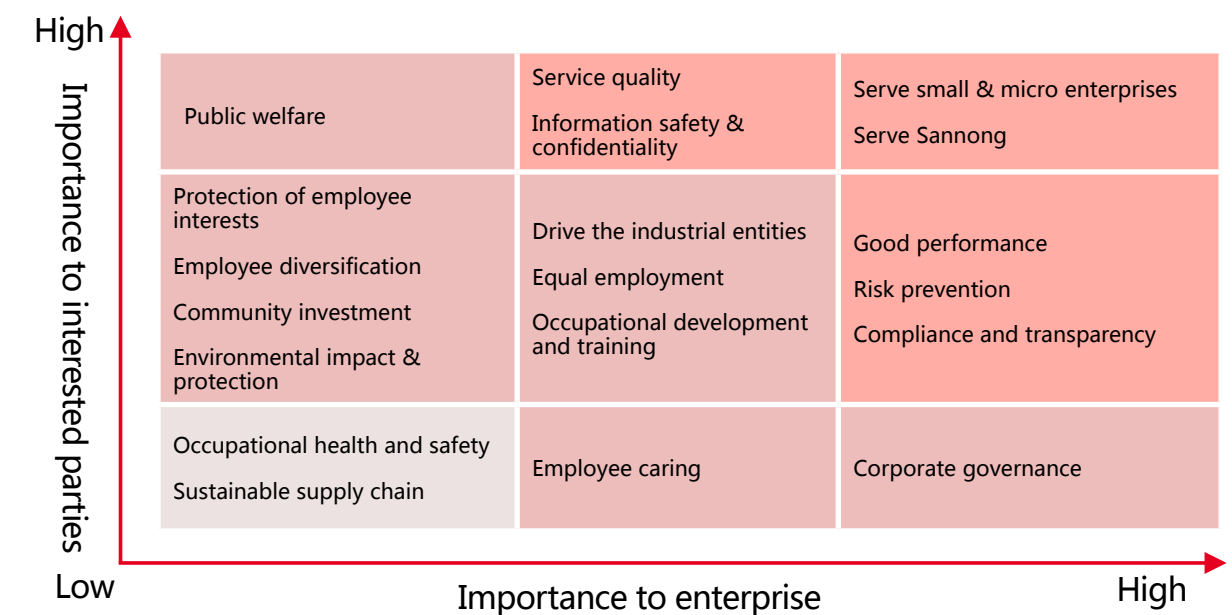 High
Importance to interested parties
Public welfare
Service quality
Information safety &
confidentiality
Serve small & micro enterprises
Serve Sannong
Protection of employee
interests
Employee diversification
Community investment
Environmental impact &
protection
Drive the industrial entities
Equal employment
Occupational development
and training
Good performance
Risk prevention
Compliance and transparency
Occupational health and safety
Sustainable supply chain
Employee caring
Corporate governance
Low
Importance to enterprise
High